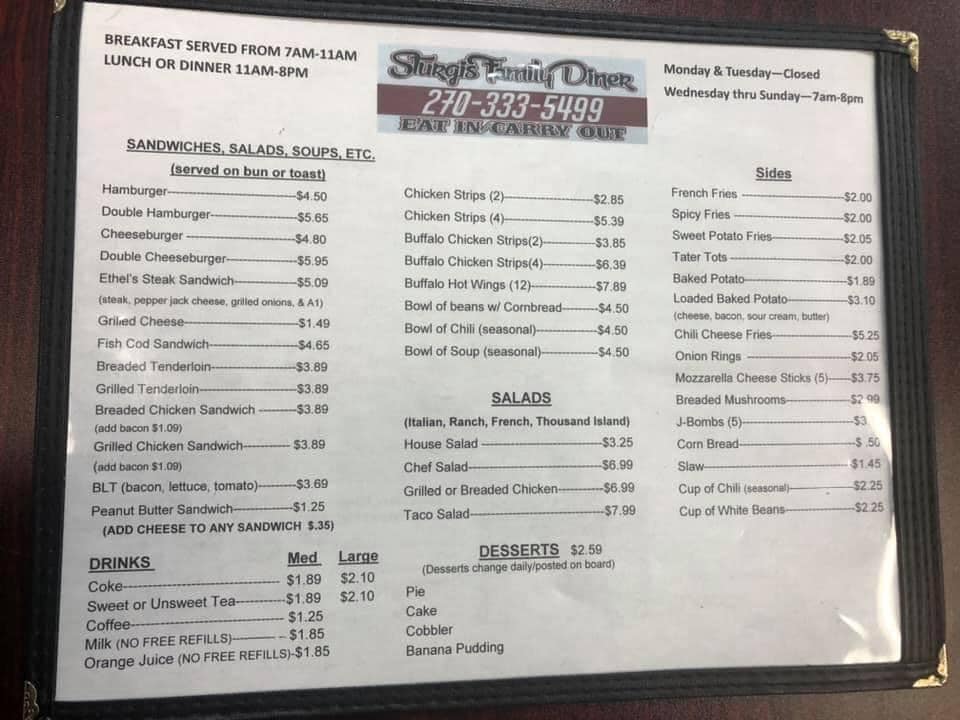 BREAKFAST SERVED FROM 7AM-11AM
LUNCH OR DINNER 11AM-8PM
Sturgis Family Diner
270-333-5499
EAT IN/CARRY OUT
Monday & Tuesday—Closed
Wednesday thru Sunday—7am-8pm
SANDWICHES, SALADS, SOUPS, ETC.
(served on bun or toast)
Hamburger----$4.50
Double Hamburger----$5.65
Cheeseburger----$4.80
Double Cheeseburger----$5.95
Ethel's Steak Sandwich----$5.09
(steak, pepper jack cheese, grilled onions, & A1)
Grilled Cheese----$1.49
Fish Cod Sandwich----$4.65
Breaded Tenderloin----$3.89
Grilled Tenderloin----$3.89
Breaded Chicken Sandwich ----$3.89
(add bacon $1.09)
Grilled Chicken Sandwich---- $3.89
(add bacon $1.09)
BLT (bacon, lettuce, tomato)----$3.69
Peanut Butter Sandwich----$1.25
(ADD CHEESE TO ANY SANDWICH $.35)
DRINKS Med Large
Coke---- $1.89 $2.10
Sweet or Unsweet Tea----$1.89 $2.10
Coffee---- $1.25
Milk (NO FREE REFILLS)---- $1.85
Orange Juice (NO FREE REFILLS)-$1.85
Chicken Strips (2)----$2.85
Chicken Strips (4)----$5.39
Buffalo Chicken Strips(2)----$3.85
Buffalo Chicken Strips(4)----$6.39
Buffalo Hot Wings (12)----$7.89
Bowl of beans w/ Cornbread----$4.50
Bowl of Chili (seasonal)----$4.50
Bowl of Soup (seasonal)----$4.50
SALADS
(Italian, Ranch, French, Thousand Island)
House Salad ----$3.25
Chef Salad----$6.99
Grilled or Breaded Chicken----$6.99
Taco Salad----$7.99
DESSERTS $2.59
(Desserts change daily/posted on board)
Pie
Cake
Cobbler
Banana Pudding
Sides
French Fries ----$2.00
Spicy Fries ----$2.00
Sweet Potato Fries----$2.05
Tater Tots ----$2.00
Baked Potato----$1.89
Loaded Baked Potato----$3.10
(cheese, bacon, sour cream, butter)
Chili Cheese Fries----$5.25
Onion Rings ----$2.05
Mozzarella Cheese Sticks (5)----$3.75
Breaded Mushrooms----$2.99
J-Bombs (5)----$3.
Corn Bread----$ .50
Slaw----$1.45
Cup of Chili (seasonal)----$2.25
Cup of White Beans----$2.25